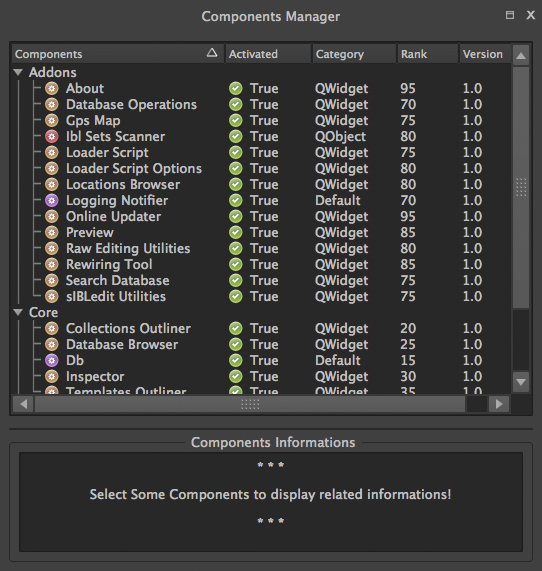 Components Manager
Components Activated Category Rank Version
Addons
About True QWidget 95 1.0
Database Operations True QWidget 70 1.0
Gps Map True QWidget 75 1.0
Ibl Sets Scanner True QObject 80 1.0
Loader Script True QWidget 75 1.0
Loader Script Options True QWidget 80 1.0
Locations Browser True QWidget 80 1.0
Logging Notifier True Default 70 1.0
Online Updater True QWidget 95 1.0
Preview True QWidget 85 1.0
Raw Editing Utilities True QWidget 80 1.0
Rewiring Tool True QWidget 85 1.0
Search Database True QWidget 75 1.0
sIBLedit Utilities True QWidget 75 1.0
Core
Collections Outliner True QWidget 20 1.0
Database Browser True QWidget 25 1.0
Db True Default 15 1.0
Inspector True QWidget 30 1.0
Templates Outliner True QWidget 35 1.0
Components Informations
* * *
Select Some Components to display related informations!
* * *